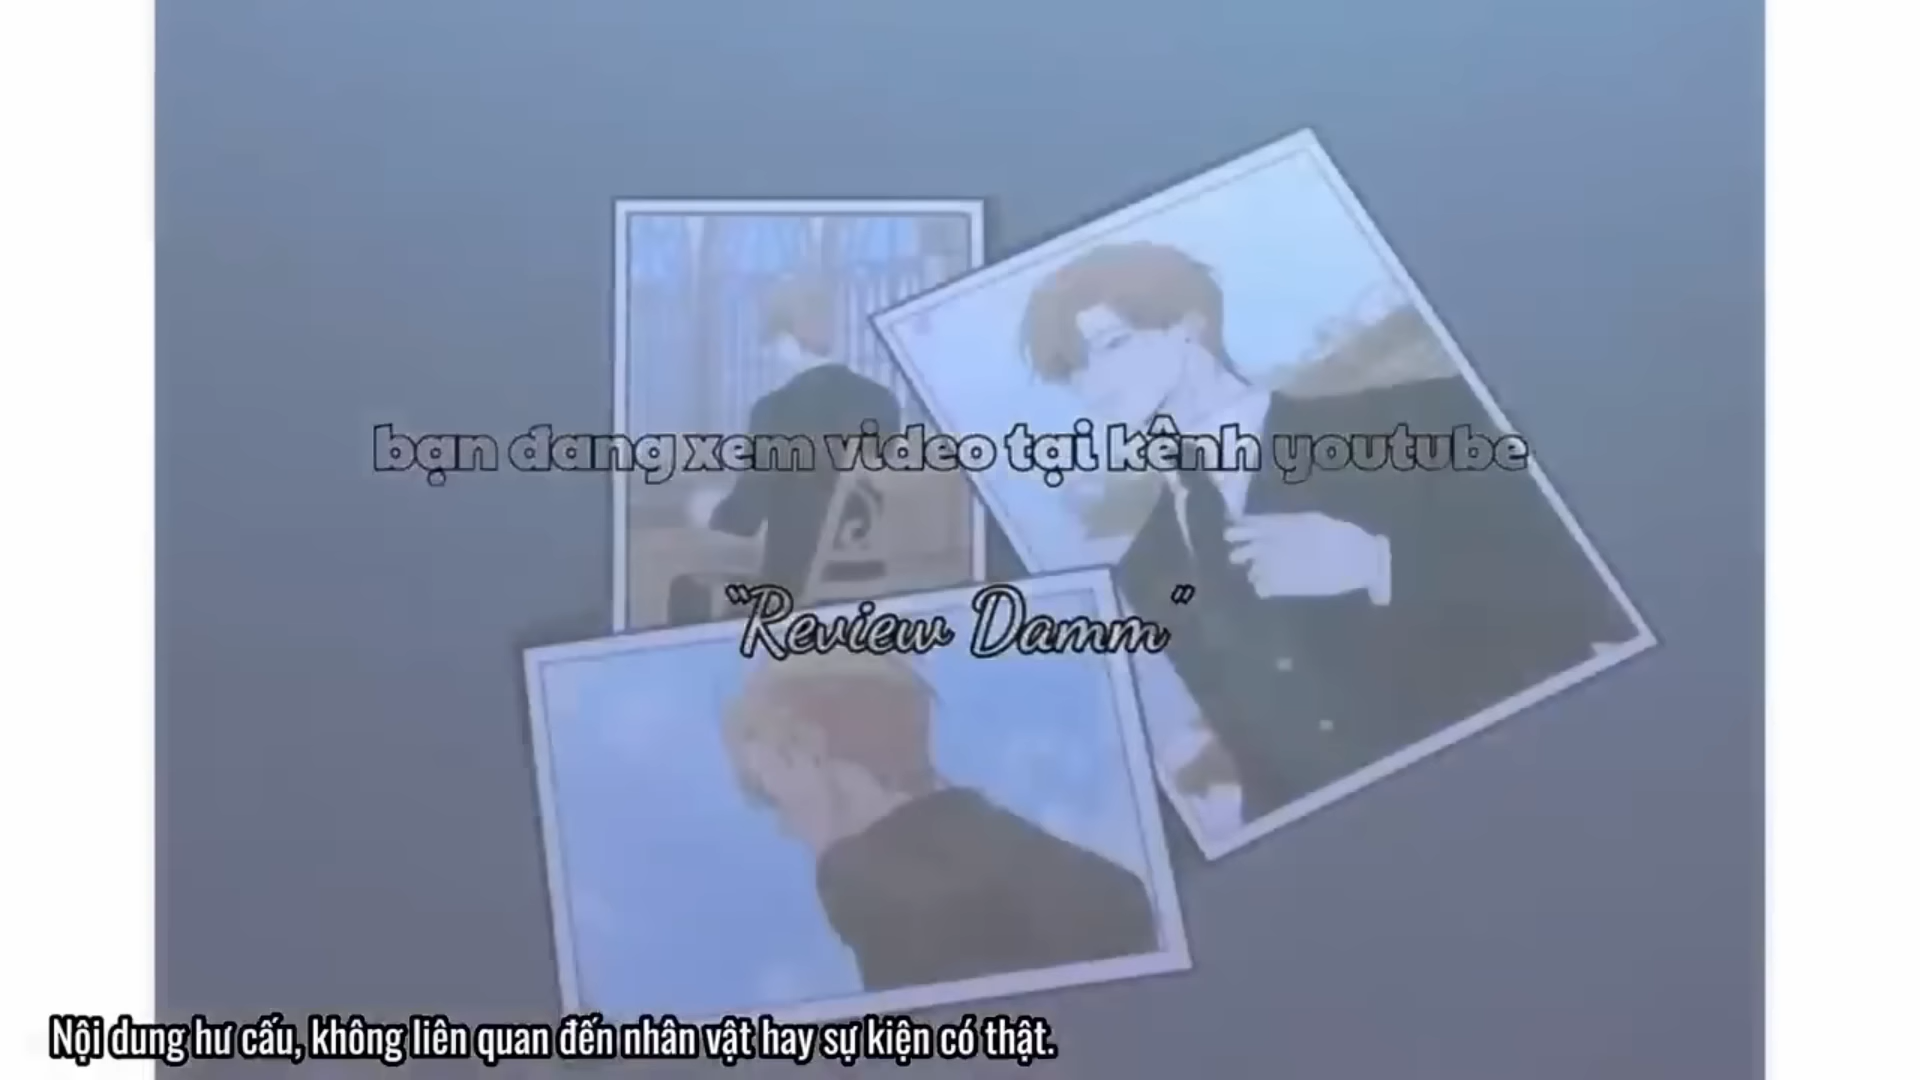 bạn đang xem video tại kênh youtube
"Review Damm"
Nội dung hư cấu, không liên quan đến nhân vật hay sự kiện có thật.